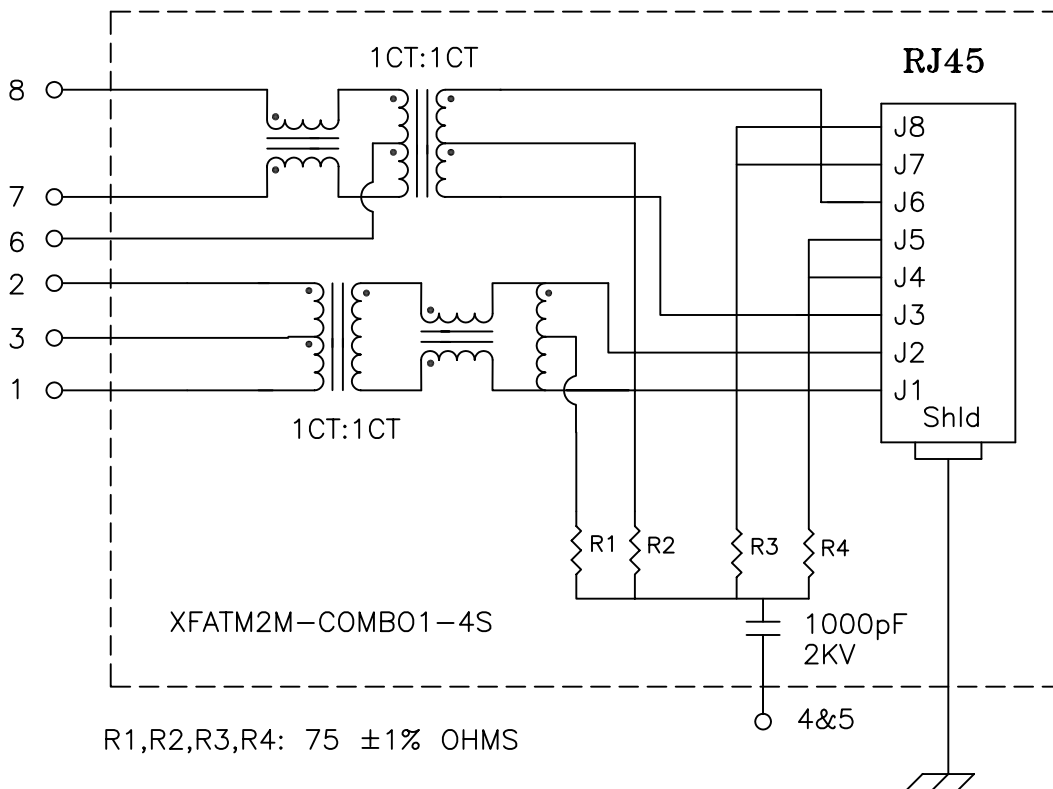 1CT:1CT
RJ45
8
7
6
2
3
1
J8
J7
J6
J5
J4
J3
J2
J1
Shld
1CT:1CT
R1
R2
R3
R4
XFATM2M-COMBO1-4S
1000pF
2KV
4&5
R1,R2,R3,R4: 75 ±1% OHMS